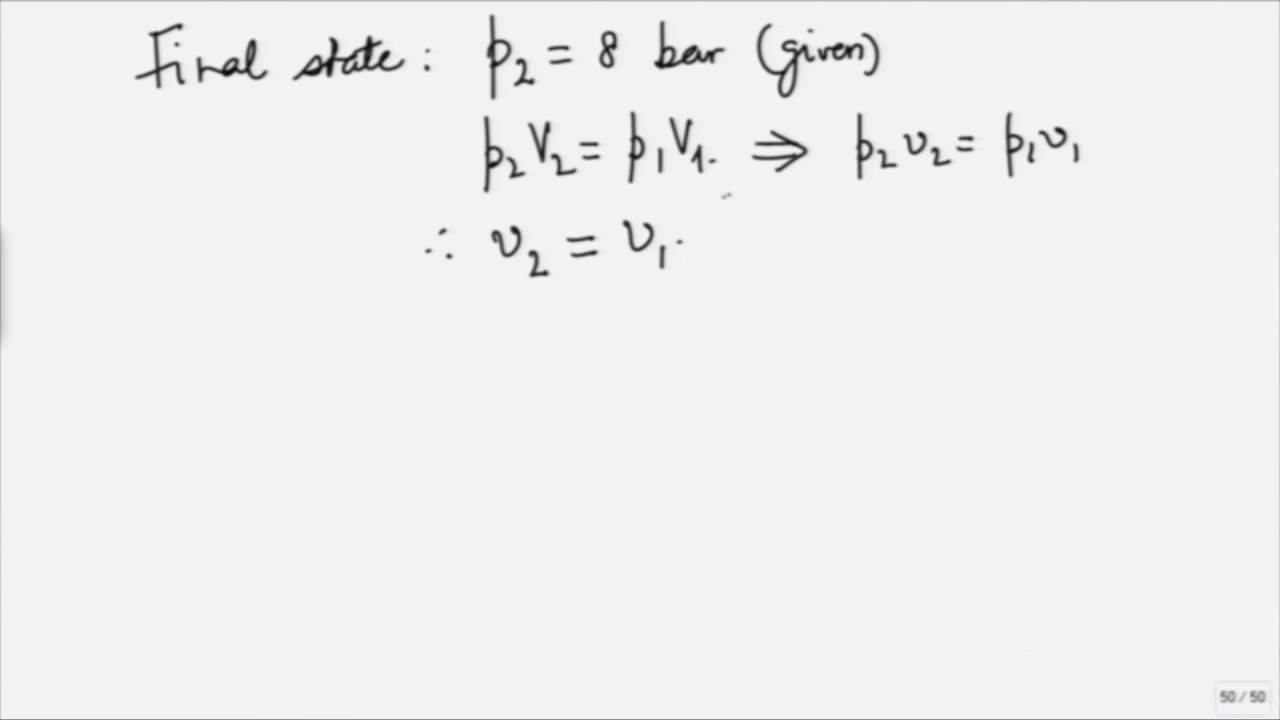 Final state: p₂ = 8 bar (given)
p₂V₂ = p₁V₁. ⇒ p₂v₂ = p₁v₁
∴ v₂ = v₁.
50 / 50